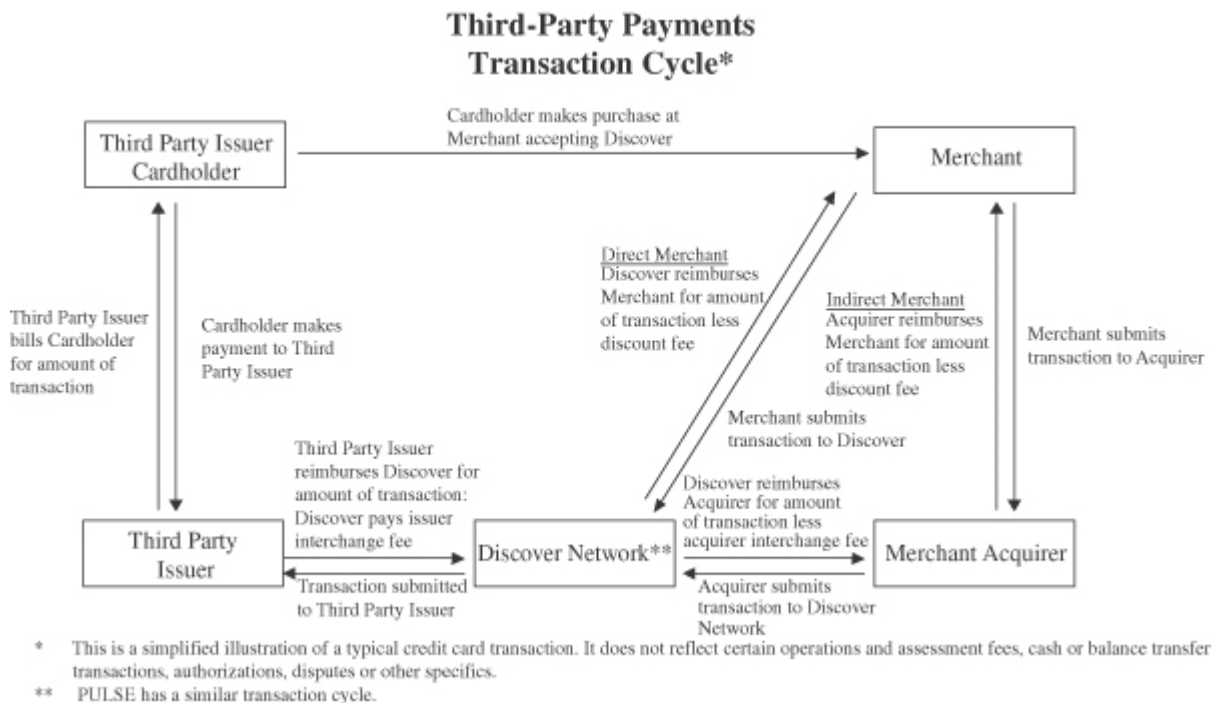 Third-Party Payments
Transaction Cycle*
Cardholder makes purchase at
Merchant accepting Discover
Third Party Issuer
Cardholder
Merchant
Direct Merchant
Discover reimburses
Merchant for amount
of transaction less
discount fee
Indirect Merchant
Acquirer reimburses
Merchant for amount
of transaction less
discount fee
Third Party Issuer
bills Cardholder
for amount of
transaction
Cardholder makes
payment to Third
Party Issuer
Merchant submits
transaction to Acquirer
Merchant submits
transaction to Discover
Third Party Issuer
reimburses Discover for
amount of transaction:
Discover pays issuer
interchange fee
Discover reimburses
Acquirer for amount
of transaction less
acquirer interchange fee
Third Party
Issuer
Discover Network**
Merchant Acquirer
Transaction submitted
to Third Party Issuer
Acquirer submits
transaction to Discover
Network
* This is a simplified illustration of a typical credit card transaction. It does not reflect certain operations and assessment fees, cash or balance transfer
transactions, authorizations, disputes or other specifics.
** PULSE has a similar transaction cycle.